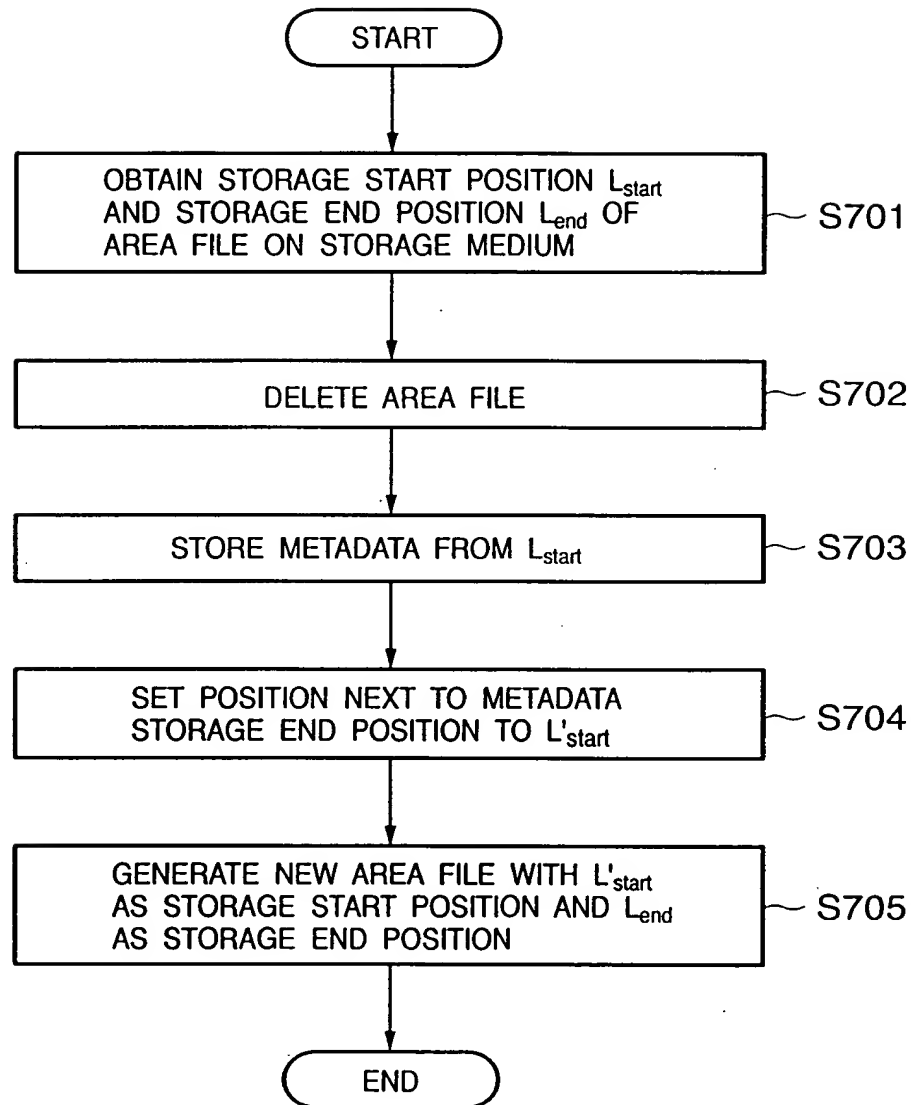 START
OBTAIN STORAGE START POSITION Lstart
AND STORAGE END POSITION Lend OF
AREA FILE ON STORAGE MEDIUM
S701
DELETE AREA FILE
S702
STORE METADATA FROM Lstart
S703
SET POSITION NEXT TO METADATA
STORAGE END POSITION TO L'start
S704
GENERATE NEW AREA FILE WITH L'start
AS STORAGE START POSITION AND Lend
AS STORAGE END POSITION
S705
END